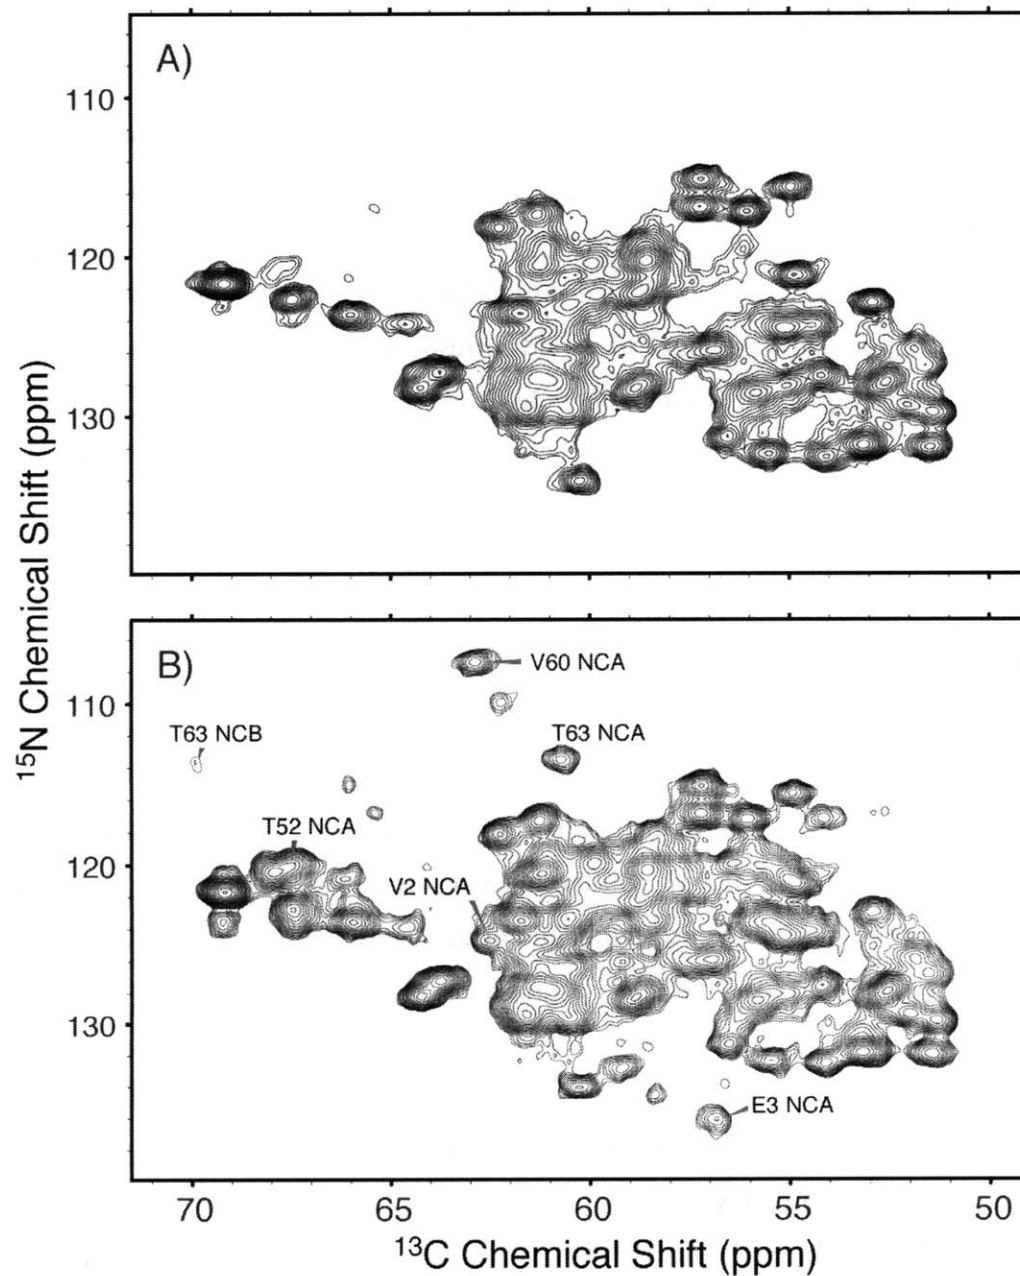 A)
110
120
130
15N Chemical Shift (ppm)
B)
V60 NCA
T63 NCB
T63 NCA
110
T52 NCA
V2 NCA
120
130
E3 NCA
70
65
60
55
50
13C Chemical Shift (ppm)